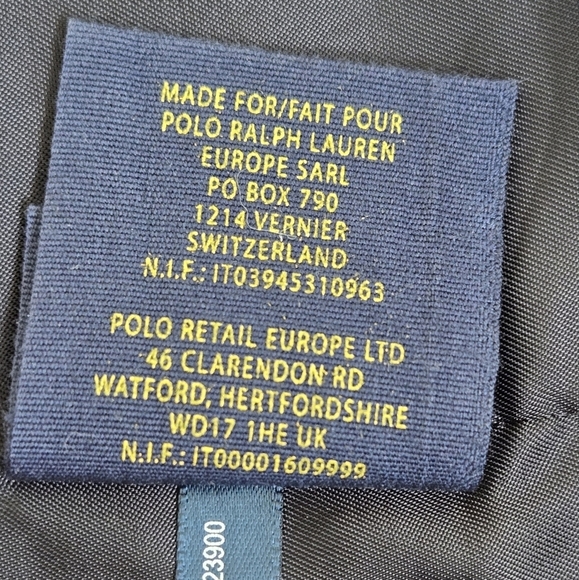 MADE FOR/FAIT POUR
POLO RALPH LAUREN
EUROPE SARL
PO BOX 790
1214 VERNIER
SWITZERLAND
N.I.F.: IT03945310963
POLO RETAIL EUROPE LTD
46 CLARENDON RD
WATFORD, HERTFORDSHIRE
WD17 1HE UK
N.I.F.: IT00001609999
23900